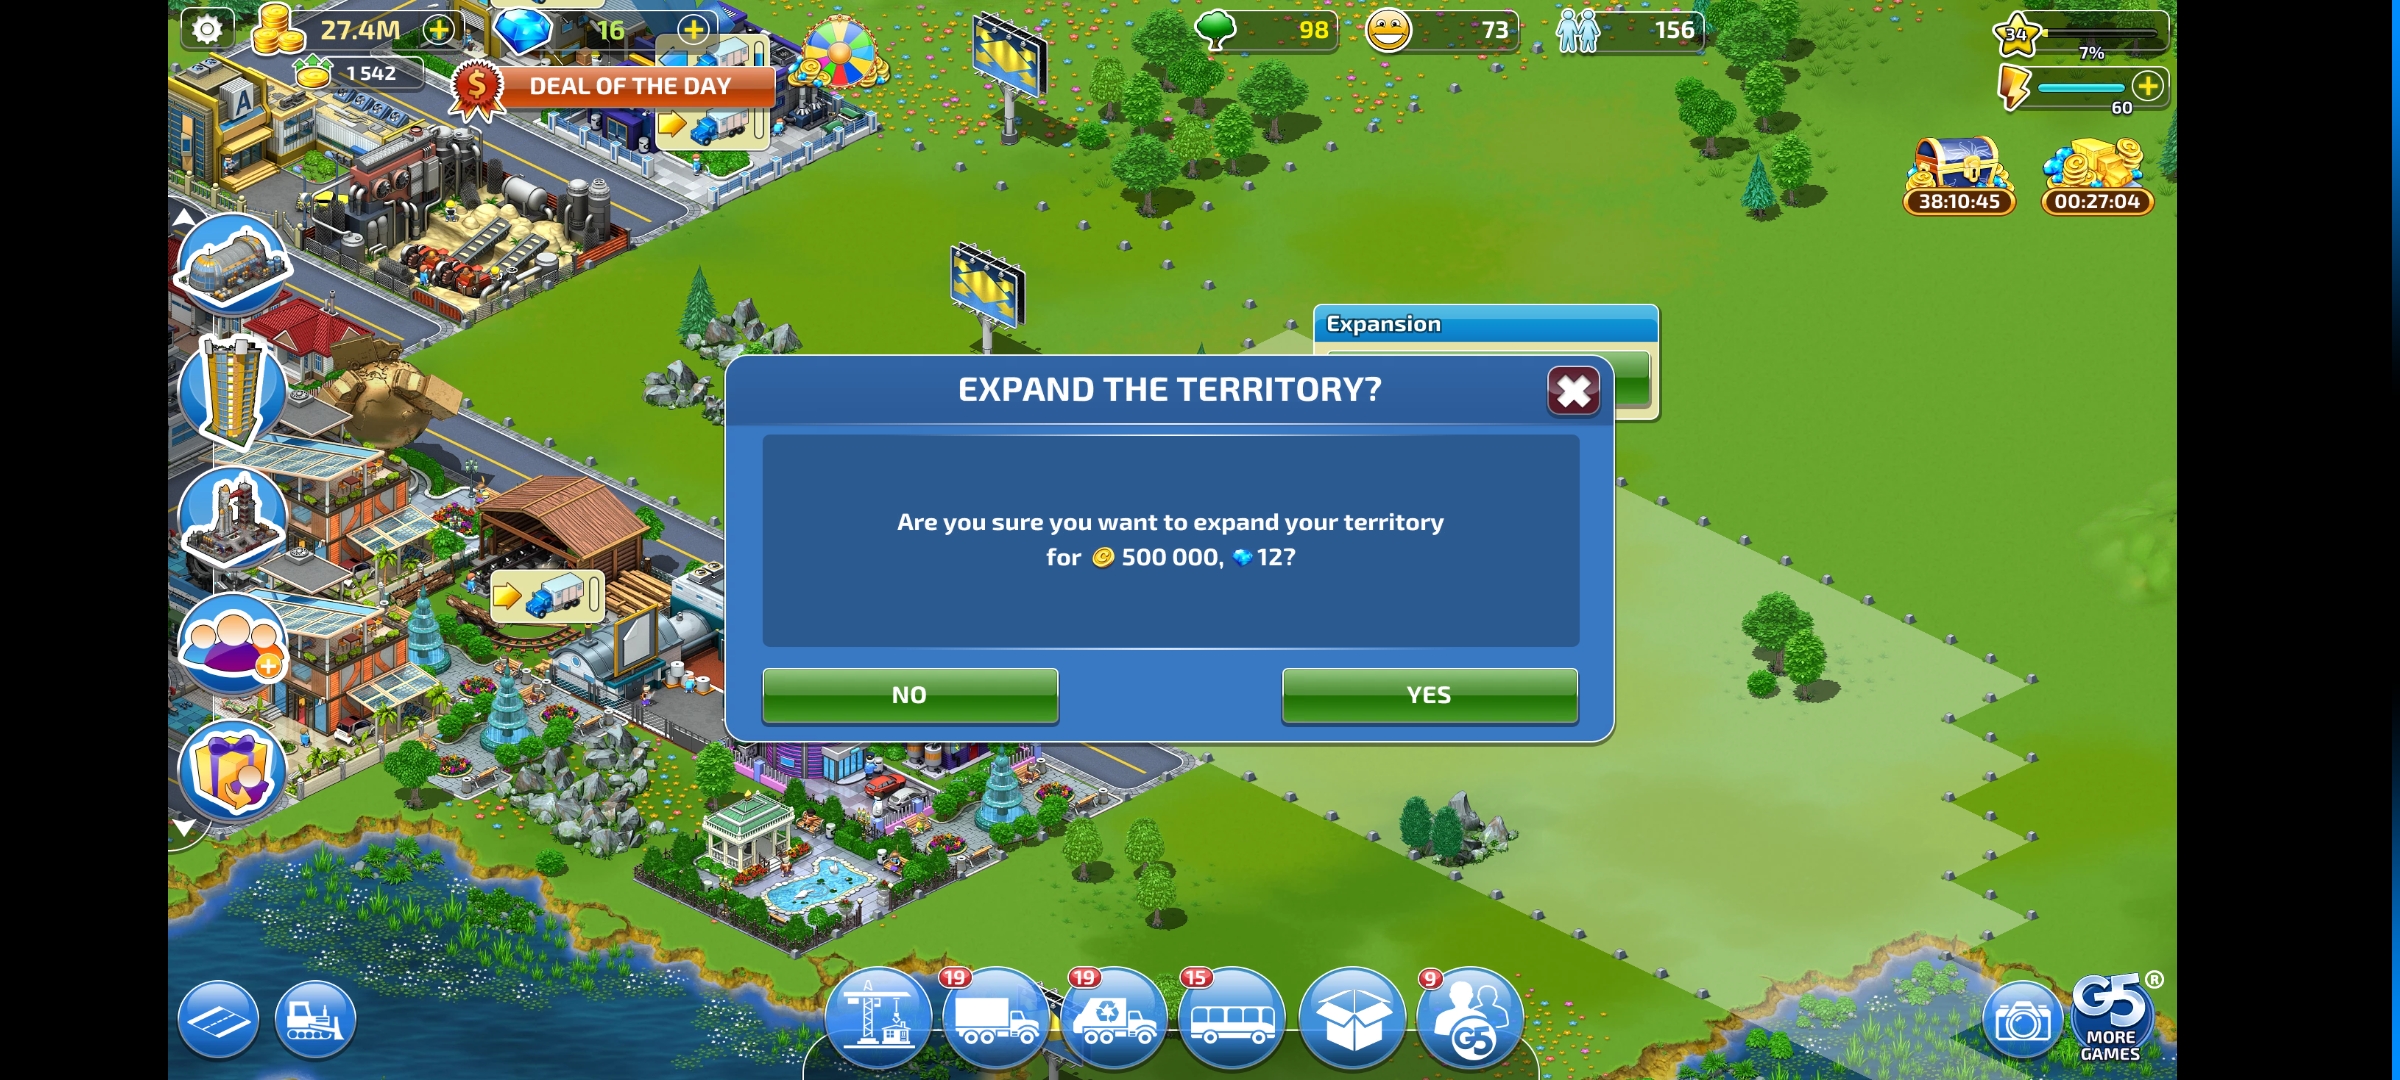 27.4M
16
98
73
156
34
7%
1 542
DEAL OF THE DAY
60
A
38:10:45
00:27:04
Expansion
EXPAND THE TERRITORY?
Are you sure you want to expand your territory
for 500 000, 12?
NO
YES
19
19
15
9
A
G5
G5®
MORE
GAMES